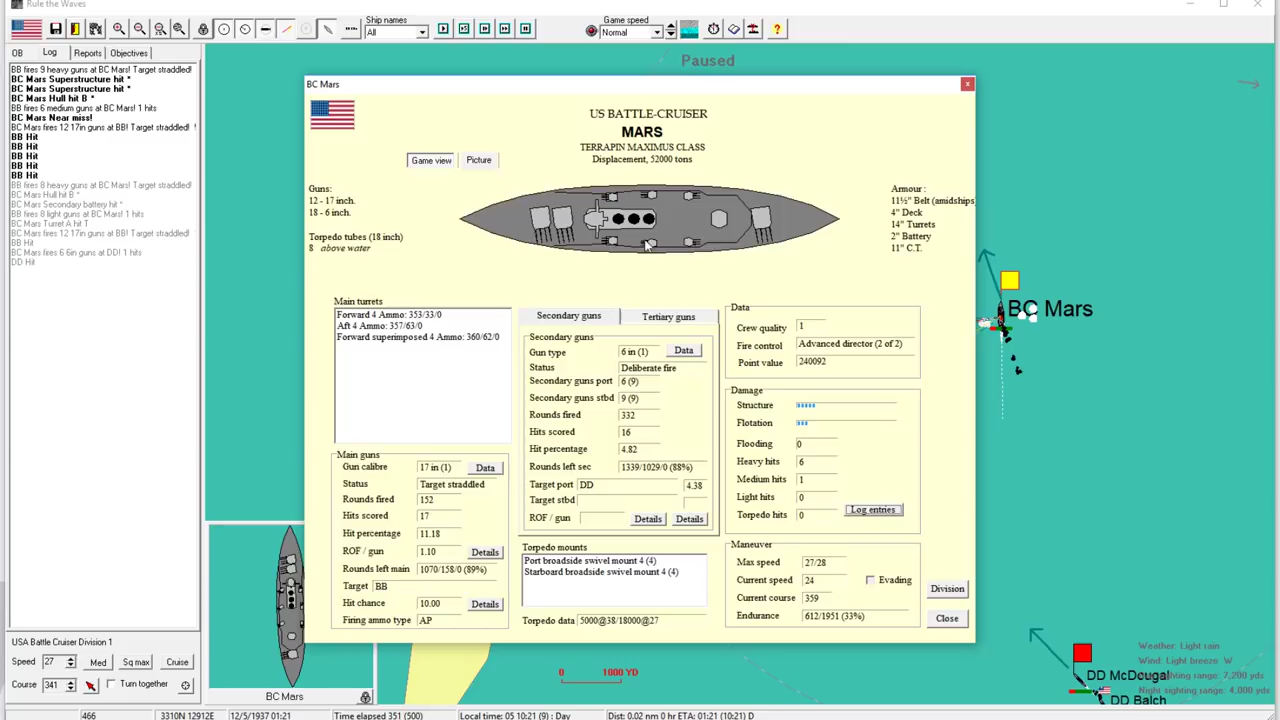 Rule the Waves
Ship names
All
Game speed
Normal
OB
Log
Reports
Objectives
BB fires 9 heavy guns at BC Mars! Target straddled!
BC Mars Superstructure hit *
BC Mars Superstructure hit *
BC Mars Hull hit B *
BB fires 6 medium guns at BC Mars! 1 hits
BC Mars Near miss!
BC Mars fires 12 17in guns at BB! Target straddled!
BB Hit
BB Hit
BB Hit
BB Hit
BB Hit
BB fires 8 heavy guns at BC Mars! Target straddled!
BC Mars Hull hit B *
BC Mars Secondary battery hit *
BB fires 8 light guns at BC Mars! 1 hits
BC Mars Turret A hit T
BC Mars fires 12 17in guns at BB! Target straddled!
BB Hit
BC Mars fires 6 6in guns at DD! 1 hits
DD Hit
USA Battle Cruiser Division 1
Speed 27 Med Sq max Cruise
Course 341 Turn together
Paused
BC Mars
US BATTLE-CRUISER
MARS
TERRAPIN MAXIMUS CLASS
Displacement, 52000 tons
Game view
Picture
Guns:
12 - 17 inch.
18 - 6 inch.
Torpedo tubes (18 inch)
8 above water
Armour :
11½" Belt (amidships
4" Deck
14" Turrets
2" Battery
11" C.T.
Main turrets
Forward 4 Ammo: 353/33/0
Aft 4 Ammo: 357/63/0
Forward superimposed 4 Ammo: 360/62/0
Main guns
Gun calibre 17 in (1) Data
Status Target straddled
Rounds fired 152
Hits scored 17
Hit percentage 11.18
ROF / gun 1.10 Details
Rounds left main 1070/158/0 (89%)
Target BB
Hit chance 10.00 Details
Firing ammo type AP
Secondary guns
Tertiary guns
Secondary guns
Gun type 6 in (1) Data
Status Deliberate fire
Secondary guns port 6 (9)
Secondary guns stbd 9 (9)
Rounds fired 332
Hits scored 16
Hit percentage 4.82
Rounds left sec 1339/1029/0 (88%)
Target port DD 4.38
Target stbd
ROF / gun Details Details
Torpedo mounts
Port broadside swivel mount 4 (4)
Starboard broadside swivel mount 4 (4)
Torpedo data 5000@38/18000@27
Data
Crew quality 1
Fire control Advanced director (2 of 2)
Point value 240092
Damage
Structure
Flotation
Flooding 0
Heavy hits 6
Medium hits 1
Light hits 0
Torpedo hits 0
Log entries
Maneuver
Max speed 27/28
Current speed 24 Evading
Current course 359
Endurance 612/1951 (33%)
Division
Close
BC Mars
BC Mars
0 1000 YD
Weather: Light rain
Wind: Light breeze W
sighting range: 7,200 yds
Night sighting range: 4,000 yds
DD McDougal
DD Balch
466 3310N 12912E 12/5/1937 01:21 Time elapsed 351 (500) Local time: 05 10:21 (9) : Day Dist: 0.02 nm 0 hr ETA: 01:21 (10:21) D